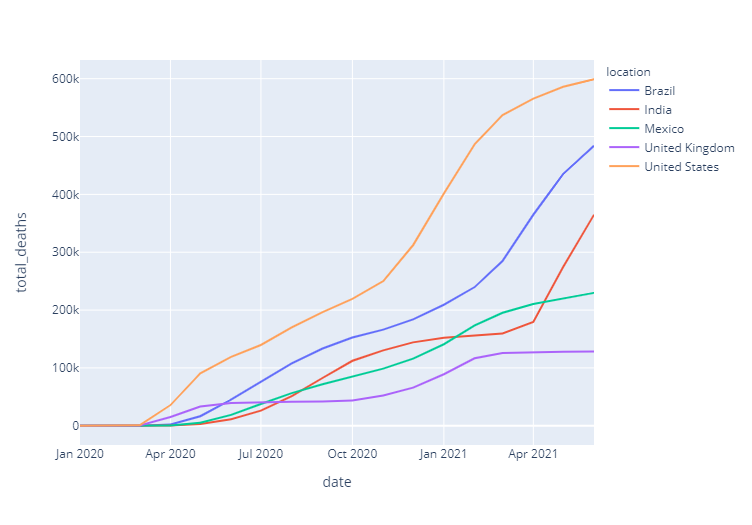 600k
500k
400k
300k
200k
100k
0
total_deaths
Jan 2020 Apr 2020 Jul 2020 Oct 2020 Jan 2021 Apr 2021
date
location
Brazil
India
Mexico
United Kingdom
United States